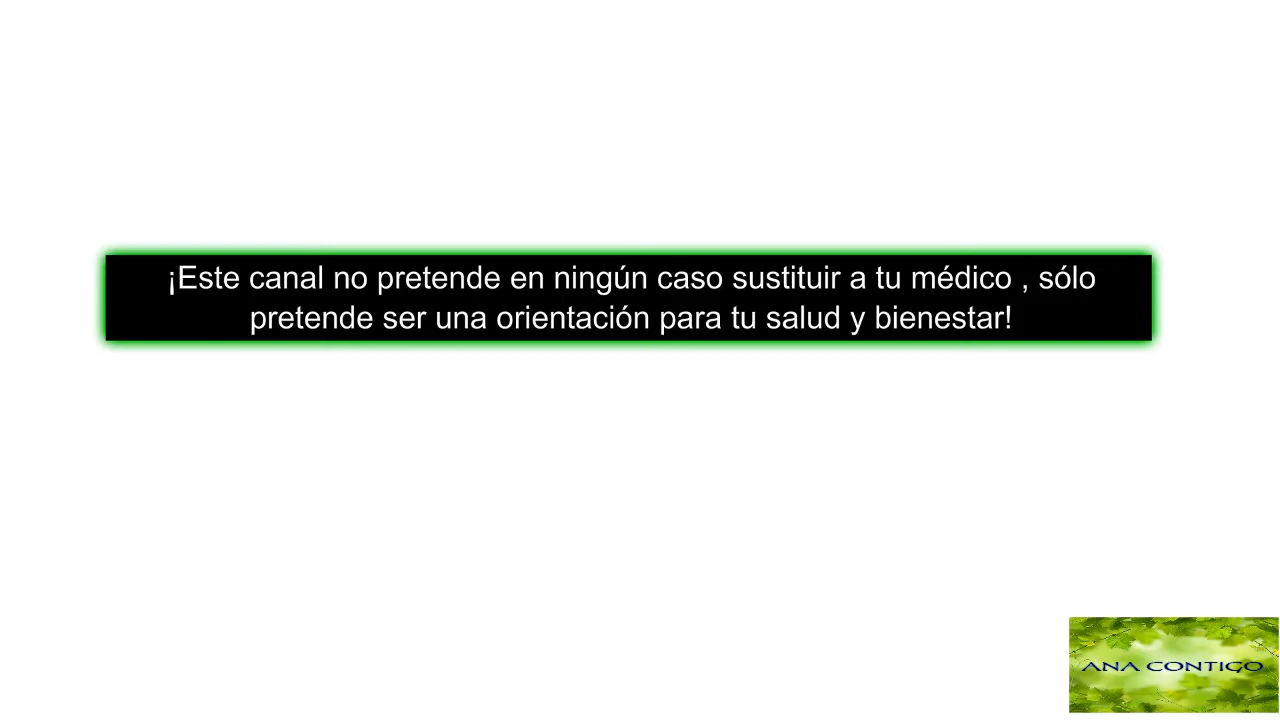 ¡Este canal no pretende en ningún caso sustituir a tu médico , sólo
pretende ser una orientación para tu salud y bienestar!
ANA CONTIGO